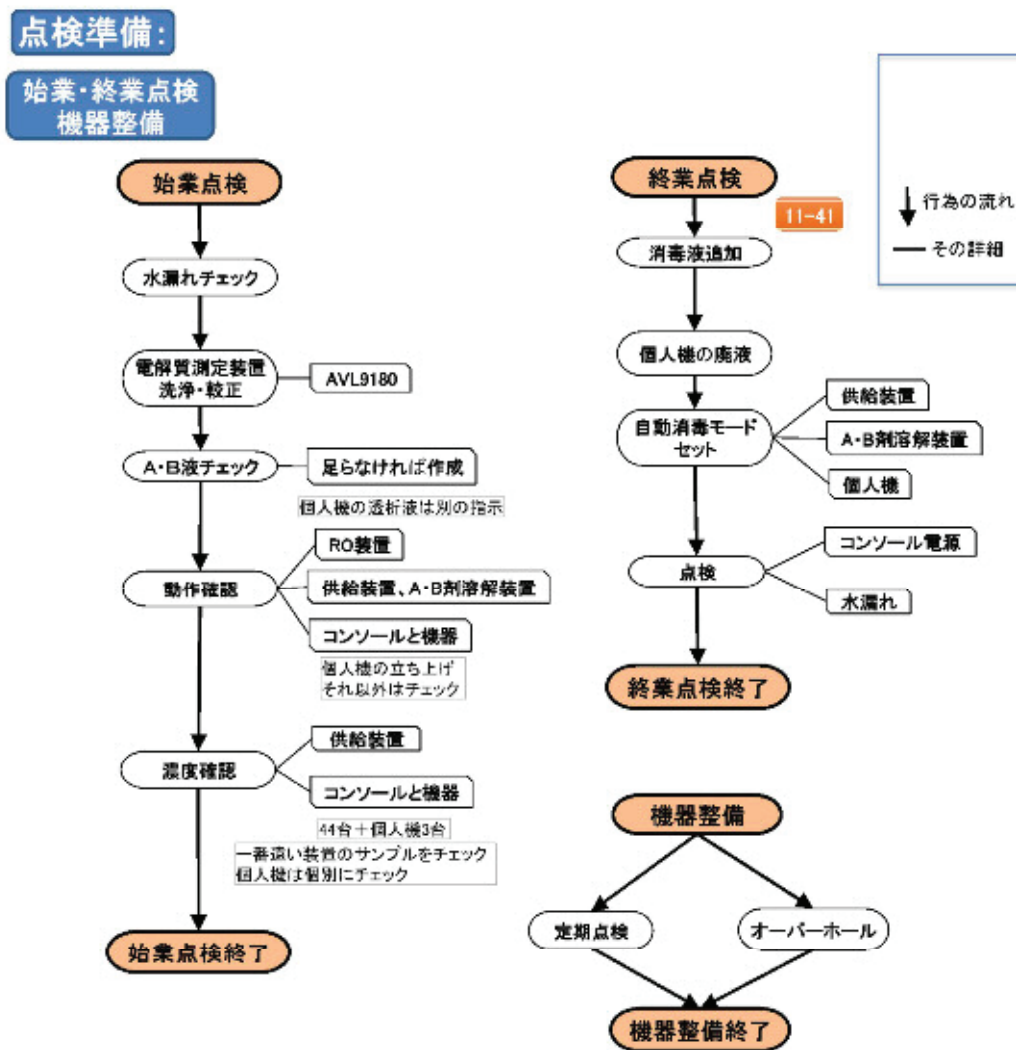 点検準備:
始業・終業点検
機器整備
始業点検
水漏れチェック
電解質測定装置
洗浄・較正
AVL9180
A・B液チェック
足らなければ作成
個人機の透析液は別の指示
動作確認
RO装置
供給装置、A・B剤溶解装置
コンソールと機器
個人機の立ち上げ
それ以外はチェック
濃度確認
供給装置
コンソールと機器
44台+個人機3台
一番遠い装置のサンプルをチェック
個人機は個別にチェック
始業点検終了
終業点検
11-41
消毒液追加
個人機の廃液
自動消毒モード
セット
供給装置
A・B剤溶解装置
個人機
点検
コンソール電源
水漏れ
終業点検終了
行為の流れ
その詳細
機器整備
定期点検
オーバーホール
機器整備終了